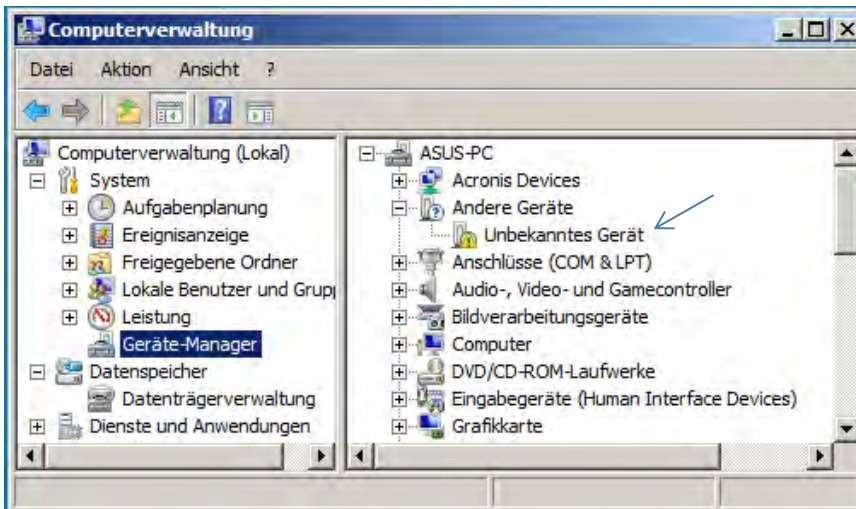 Computerverwaltung
Datei Aktion Ansicht ?
Computerverwaltung (Lokal)
System
Aufgabenplanung
Ereignisanzeige
Freigegebene Ordner
Lokale Benutzer und Grupp
Leistung
Geräte-Manager
Datenspeicher
Datenträgerverwaltung
Dienste und Anwendungen
ASUS-PC
Acronis Devices
Andere Geräte
Unbekanntes Gerät
Anschlüsse (COM & LPT)
Audio-, Video- und Gamecontroller
Bildverarbeitungsgeräte
Computer
DVD/CD-ROM-Laufwerke
Eingabegeräte (Human Interface Devices)
Grafikkarte